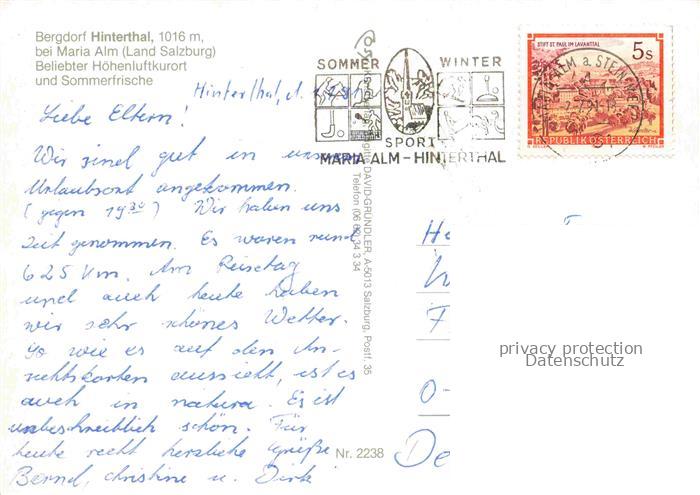 Bergdorf Hinterthal, 1016 m,
bei Maria Alm (Land Salzburg)
Beliebter Höhenluftkurort
und Sommerfrische
Hinterthal, d.
Liebe Eltern!
Wir sind gut in unserem
Urlaubsort angekommen.
(gegen 19³⁰) Wir haben uns
Zeit genommen. Es waren rund
625 Km. Am Reisetag
und auch heute haben
wir sehr schönes Wetter.
So wie es auf den An-
sichtskarten aussieht, ist es
auch in natura. Es ist
unbeschreiblich schön. Für
heute recht herzliche Grüße
Bernd, Christine u. Dirk
DAVID-GRUNDLER, A-5013 Salzburg, Postf. 35
Telefon (06 62) 34 3 34
Nr. 2238
SOMMER WINTER
SPORT
MARIA ALM - HINTERTHAL
STIFT ST. PAUL IM LAVANTTAL
5s
REPUBLIK ÖSTERREICH
ALM a. STEIN. MEER
H
W
F
O-
De
privacy protection
Datenschutz